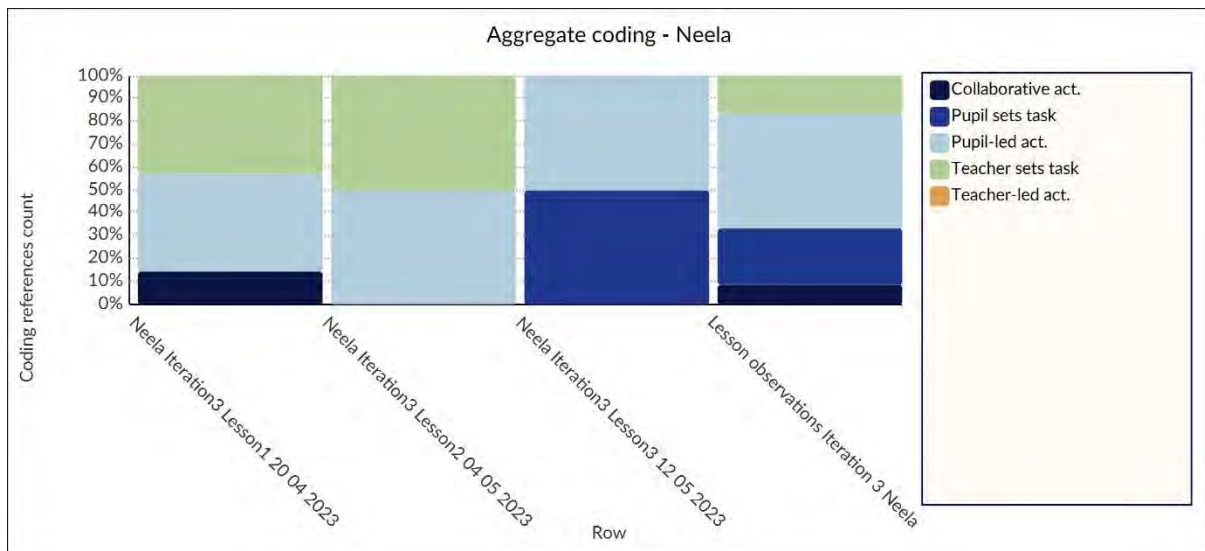 Aggregate coding - Neela
Coding references count
100%
90%
80%
70%
60%
50%
40%
30%
20%
10%
0%
Neela Iteration3 Lesson1 20 04 2023
Neela Iteration3 Lesson2 04 05 2023
Neela Iteration3 Lesson3 12 05 2023
Lesson observations Iteration 3 Neela
Row
Collaborative act.
Pupil sets task
Pupil-led act.
Teacher sets task
Teacher-led act.